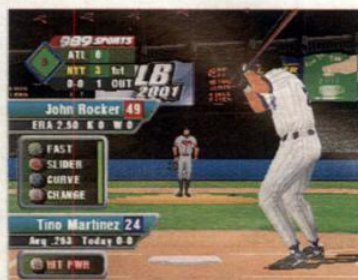 989 SPORTS
ATL 0
NYY 3 1st
0-0 1 OUT
MLB
2001
John Rocker 49
ERA 2.50 K 0 W 0
FAST
SLIDER
CURVE
CHANGE
Tino Martinez 24
Avg .263 Today 0-0
HIT PWR